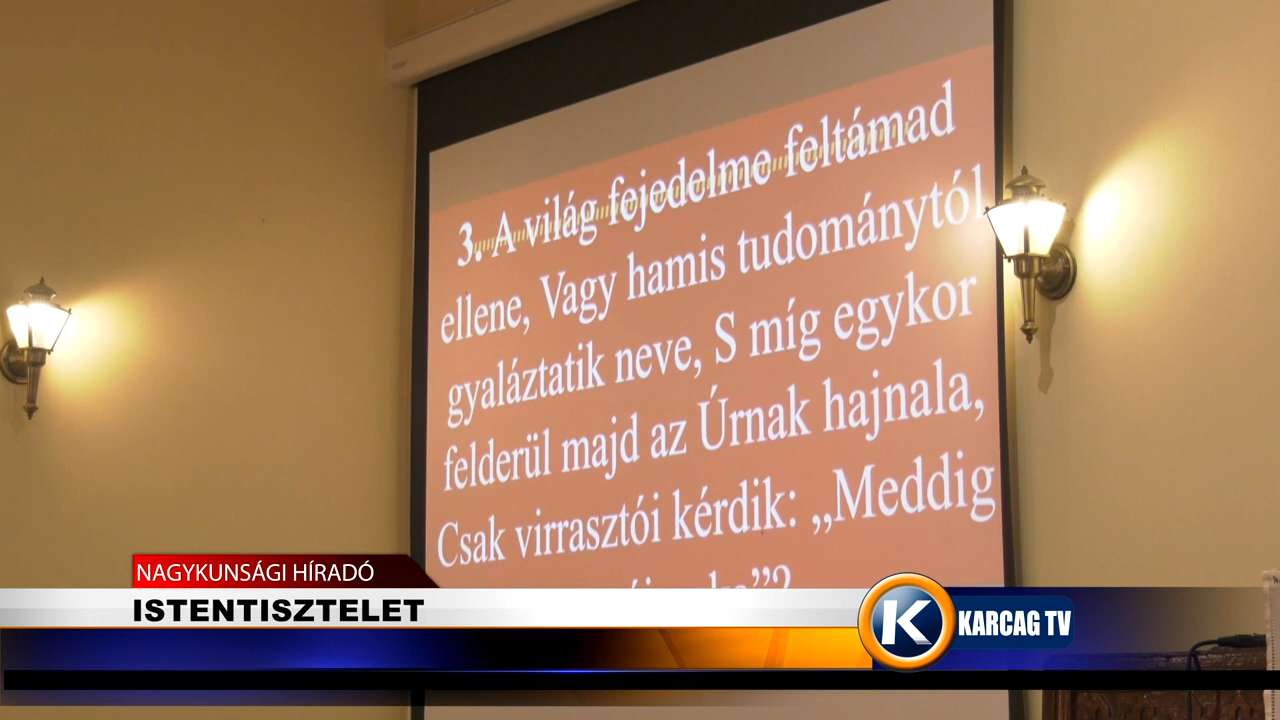 3. A világ fejedelme feltámad
ellene, Vagy hamis tudománytól
gyaláztatik neve, S míg egykor
felderül majd az Úrnak hajnala,
Csak virrasztói kérdik: „Meddig
NAGYKUNSÁGI HÍRADÓ
ISTENTISZTELET
K KARCAG TV